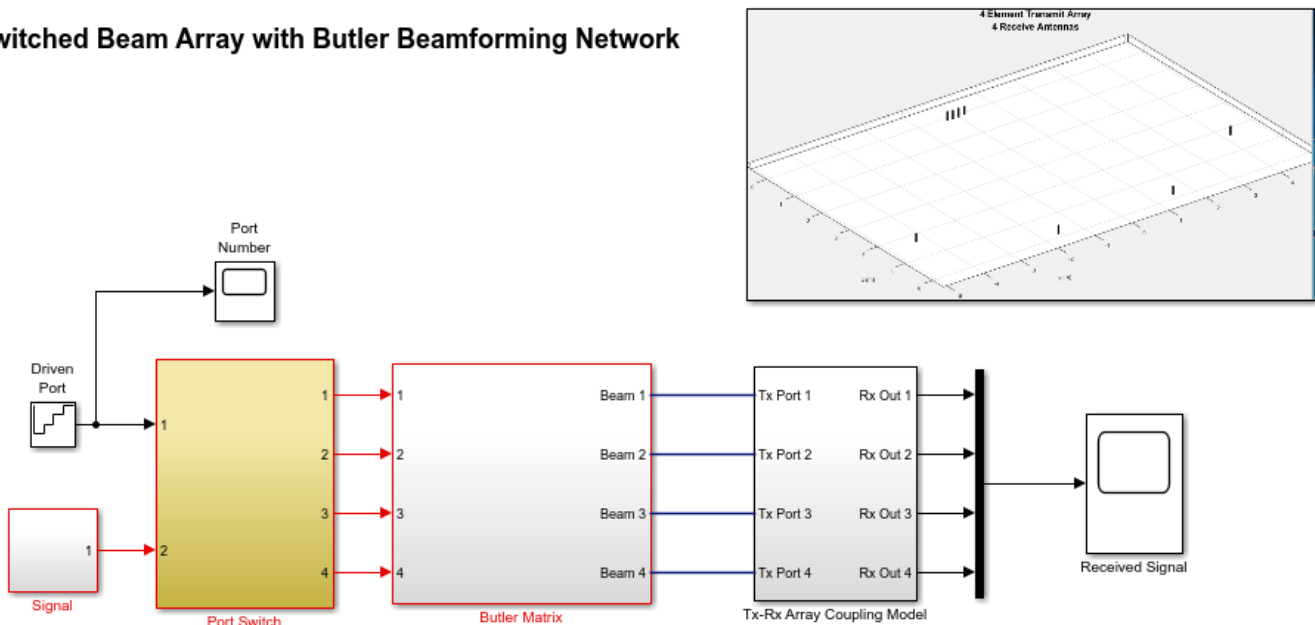 witched Beam Array with Butler Beamforming Network
4 Element Transmit Array
4 Receive Antennas
Port
Number
Driven
Port
1
2
1
2
3
4
1
Signal
Port Switch
1
2
3
4
Beam 1
Beam 2
Beam 3
Beam 4
Butler Matrix
Tx Port 1
Tx Port 2
Tx Port 3
Tx Port 4
Rx Out 1
Rx Out 2
Rx Out 3
Rx Out 4
Tx-Rx Array Coupling Model
Received Signal